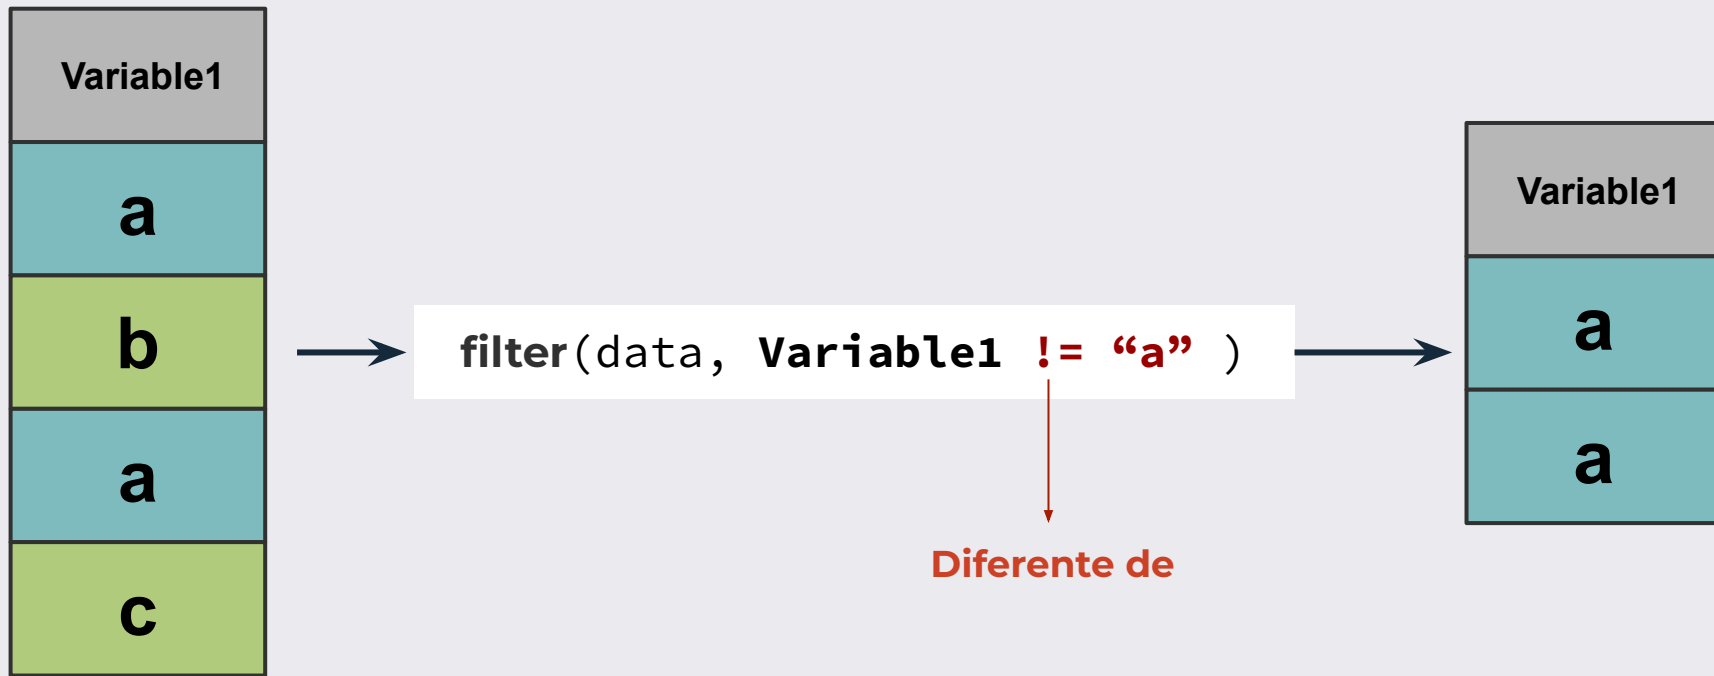 Variable1
a
b
a
c
filter(data, Variable1 != “a” )
Diferente de
Variable1
a
a